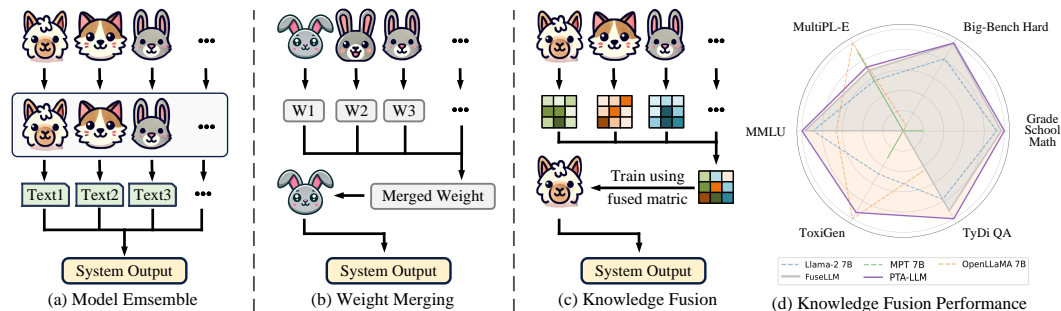 W1
W2
W3
Text1
Text2
Text3
Merged Weight
Train using
fused matric
System Output
System Output
System Output
(a) Model Emsemble
(b) Weight Merging
(c) Knowledge Fusion
MultiPL-E
Big-Bench Hard
MMLU
Grade
School
Math
ToxiGen
TyDi QA
Llama-2 7B
MPT 7B
OpenLLaMA 7B
FuseLLM
PTA-LLM
(d) Knowledge Fusion Performance